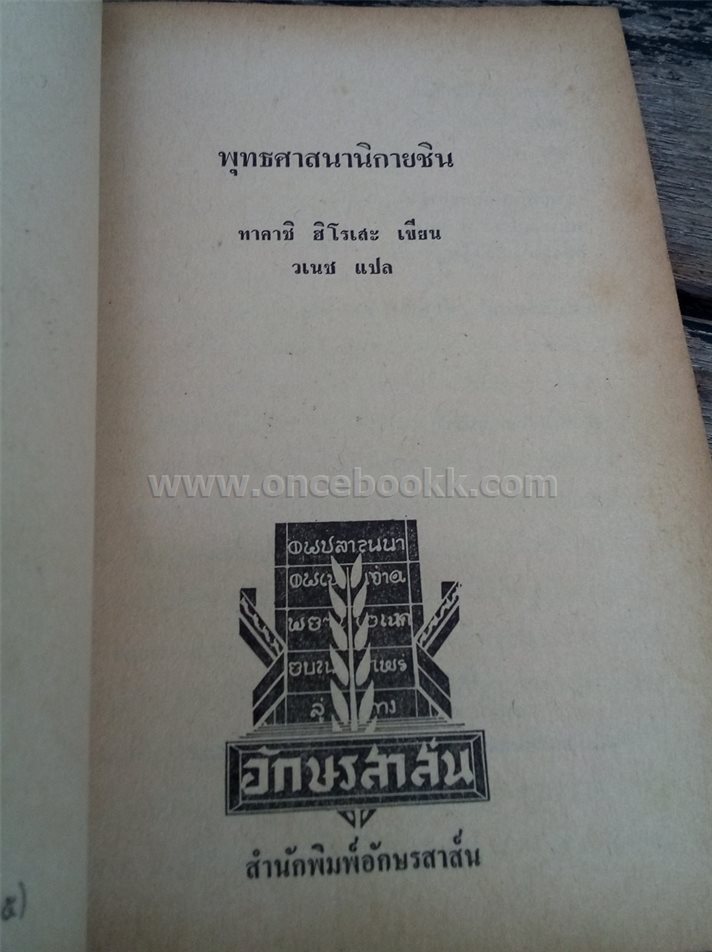 พุทธศาสนานิกายชิน
ทาคาชิ ฮิโรเสะ เขียน
วเนช แปล
www.oncebookk.com
อักษรสาส์น
สำนักพิมพ์อักษรสาส์น
๕)